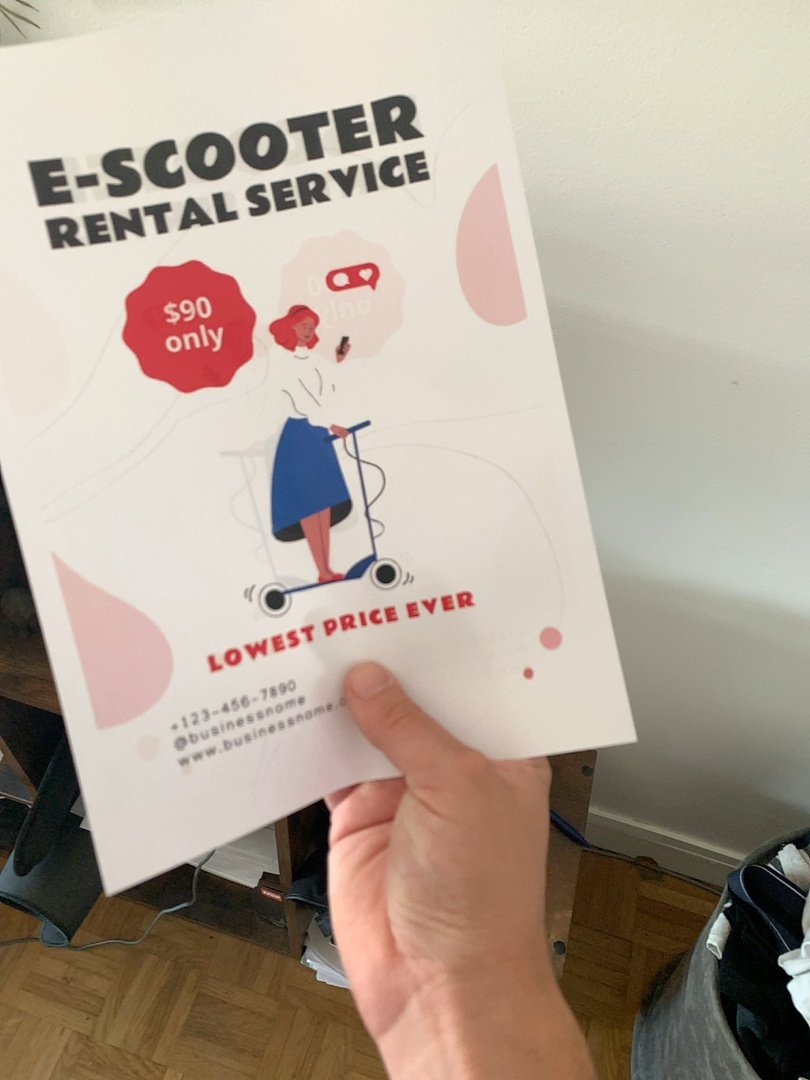 E-SCOOTER
RENTAL SERVICE
$90
only
LOWEST PRICE EVER
+123-456-7890
@businessname
www.businessname.